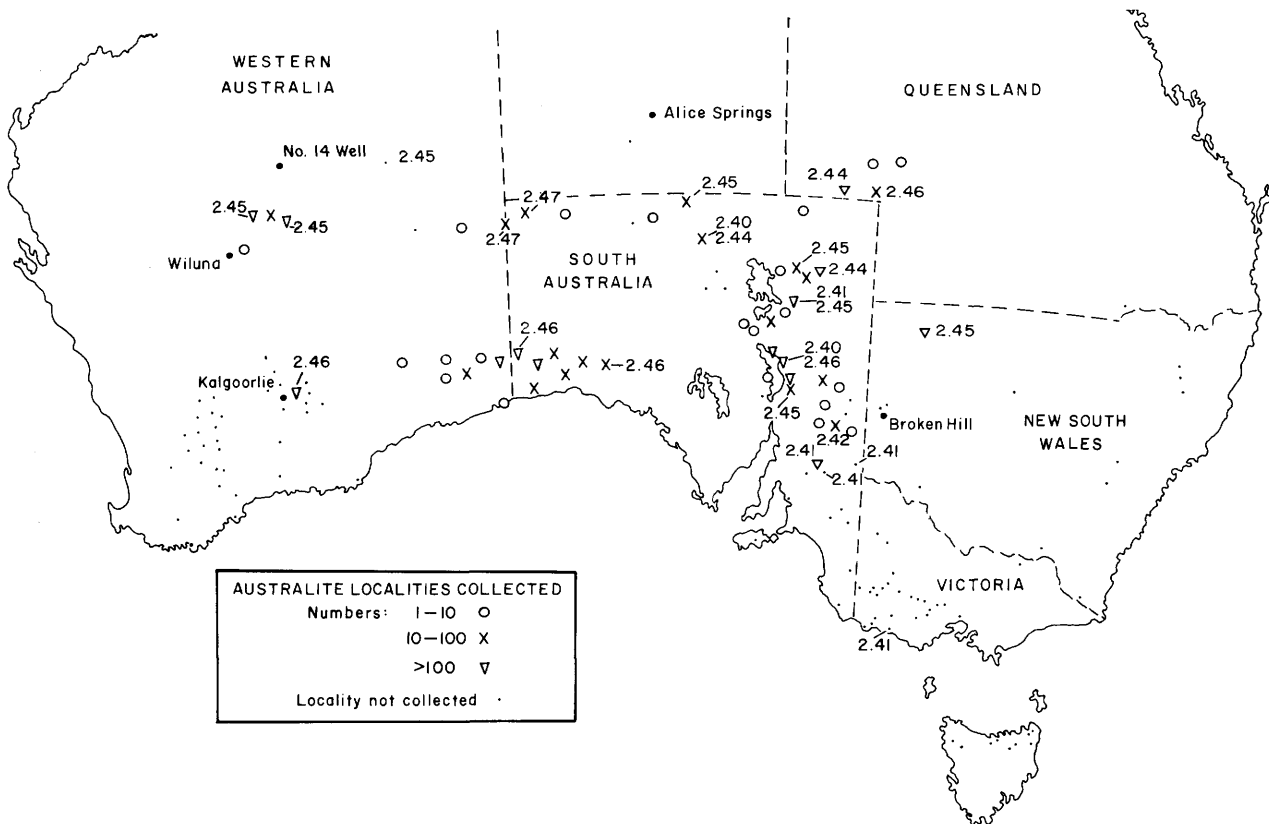 WESTERN
AUSTRALIA
QUEENSLAND
Alice Springs
No. 14 Well
2.45
2.44
2.46
2.45
2.47
2.45
2.45
2.47
2.40
2.44
Wiluna
SOUTH
AUSTRALIA
2.45
2.44
2.41
2.45
2.46
2.45
2.40
2.46
2.46
2.46
Kalgoorlie
2.45
Broken Hill
NEW SOUTH
WALES
2.42
2.41
2.41
2.41
VICTORIA
2.41
AUSTRALITE LOCALITIES COLLECTED
Numbers: 1–10 O
10–100 X
>100 ▽
Locality not collected ·